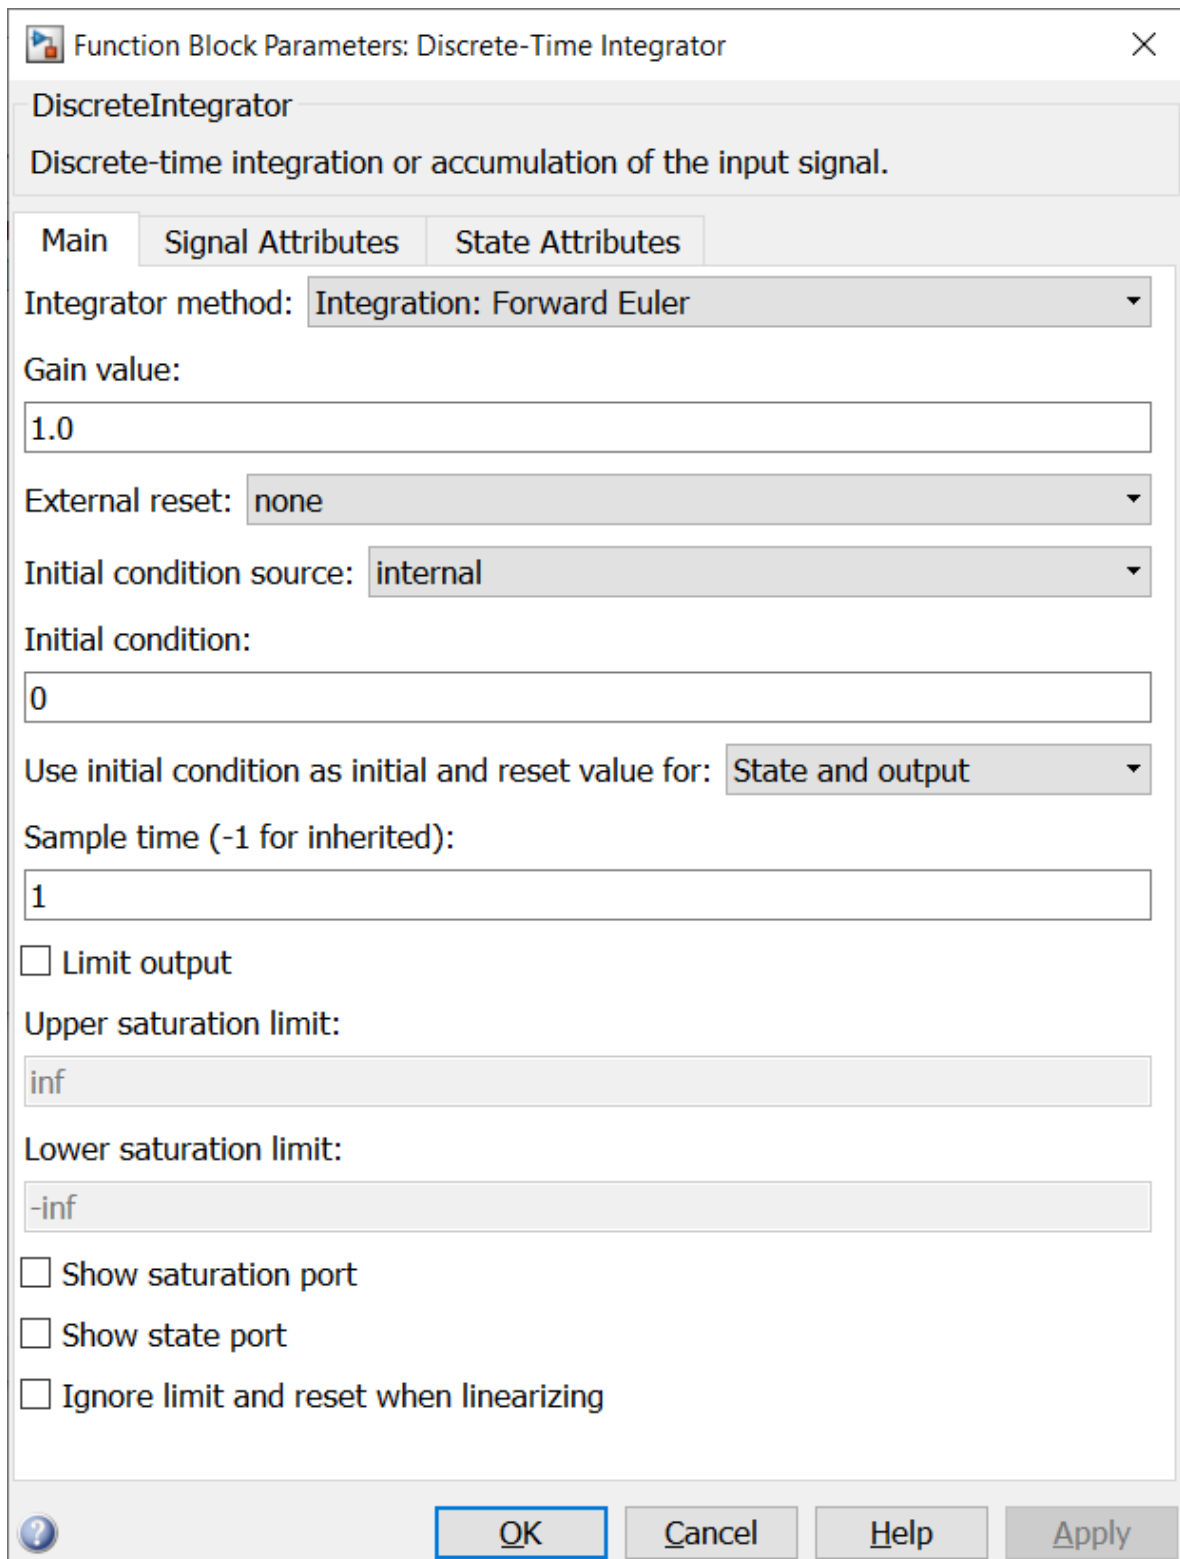 Function Block Parameters: Discrete-Time Integrator
DiscreteIntegrator
Discrete-time integration or accumulation of the input signal.
Main Signal Attributes State Attributes
Integrator method: Integration: Forward Euler
Gain value:
1.0
External reset: none
Initial condition source: internal
Initial condition:
0
Use initial condition as initial and reset value for: State and output
Sample time (-1 for inherited):
1
Limit output
Upper saturation limit:
inf
Lower saturation limit:
-inf
Show saturation port
Show state port
Ignore limit and reset when linearizing
? OK Cancel Help Apply